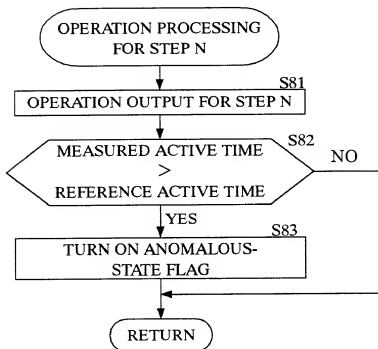 OPERATION PROCESSING
FOR STEP N
S81
OPERATION OUTPUT FOR STEP N
S82
MEASURED ACTIVE TIME
>
REFERENCE ACTIVE TIME
NO
YES
S83
TURN ON ANOMALOUS-
STATE FLAG
RETURN